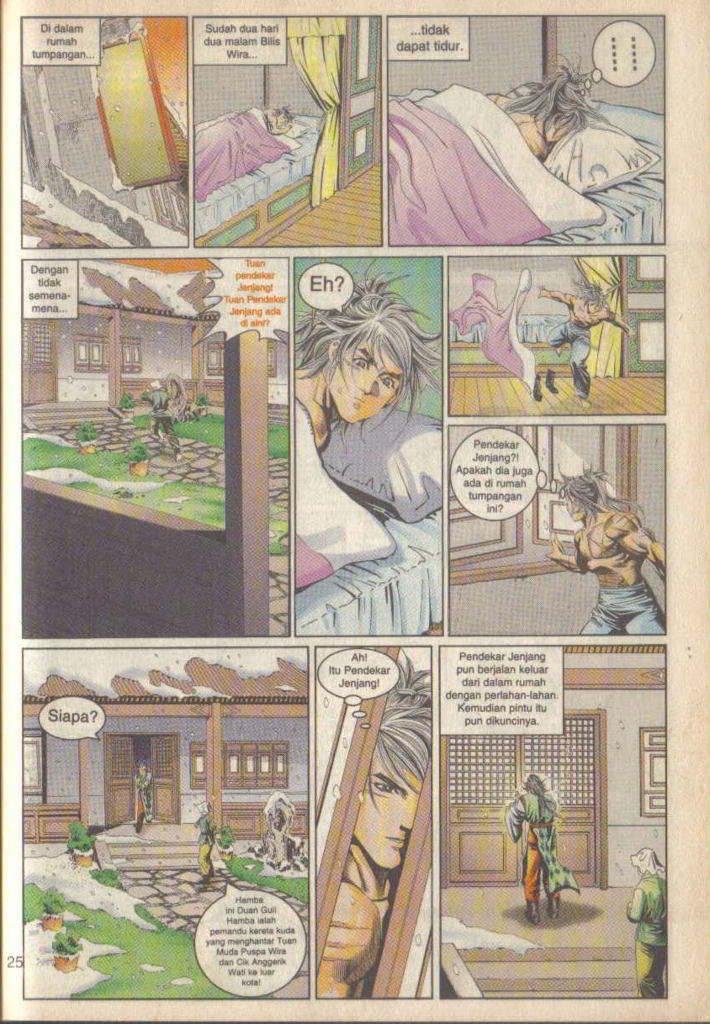 Di dalam
rumah
tumpangan...
Sudah dua hari
dua malam Bilis
Wira...
...tidak
dapat tidur.
Dengan
tidak
semena-
mena...
Tuan
pendekar
Jenjang!
Tuan Pendekar
Jenjang ada
di sini?
Eh?
Pendekar
Jenjang?!
Apakah dia juga
ada di rumah
tumpangan
ini?
Siapa?
Hamba
ini Duan Gui!
Hamba ialah
pemandu kereta kuda
yang menghantar Tuan
Muda Puspa Wira
dan Cik Anggerik
Wati ke luar
kota!
Ah!
Itu Pendekar
Jenjang!
Pendekar Jenjang
pun berjalan keluar
dari dalam rumah
dengan perlahan-lahan.
Kemudian pintu itu
pun dikuncinya.
25